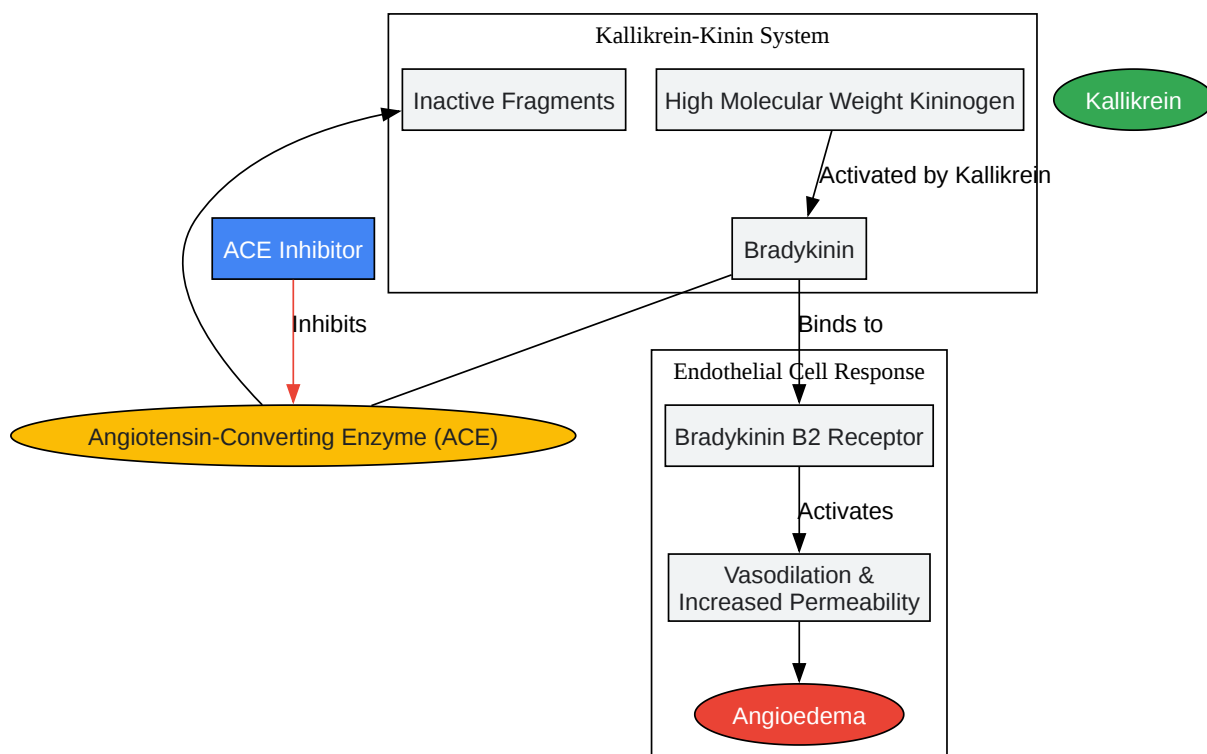 Kallikrein-Kinin System
Inactive Fragments
High Molecular Weight Kininogen
Kallikrein
Activated by Kallikrein
ACE Inhibitor
Bradykinin
Inhibits
Binds to
Endothelial Cell Response
Angiotensin-Converting Enzyme (ACE)
Bradykinin B2 Receptor
Activates
Vasodilation &
Increased Permeability
Angioedema